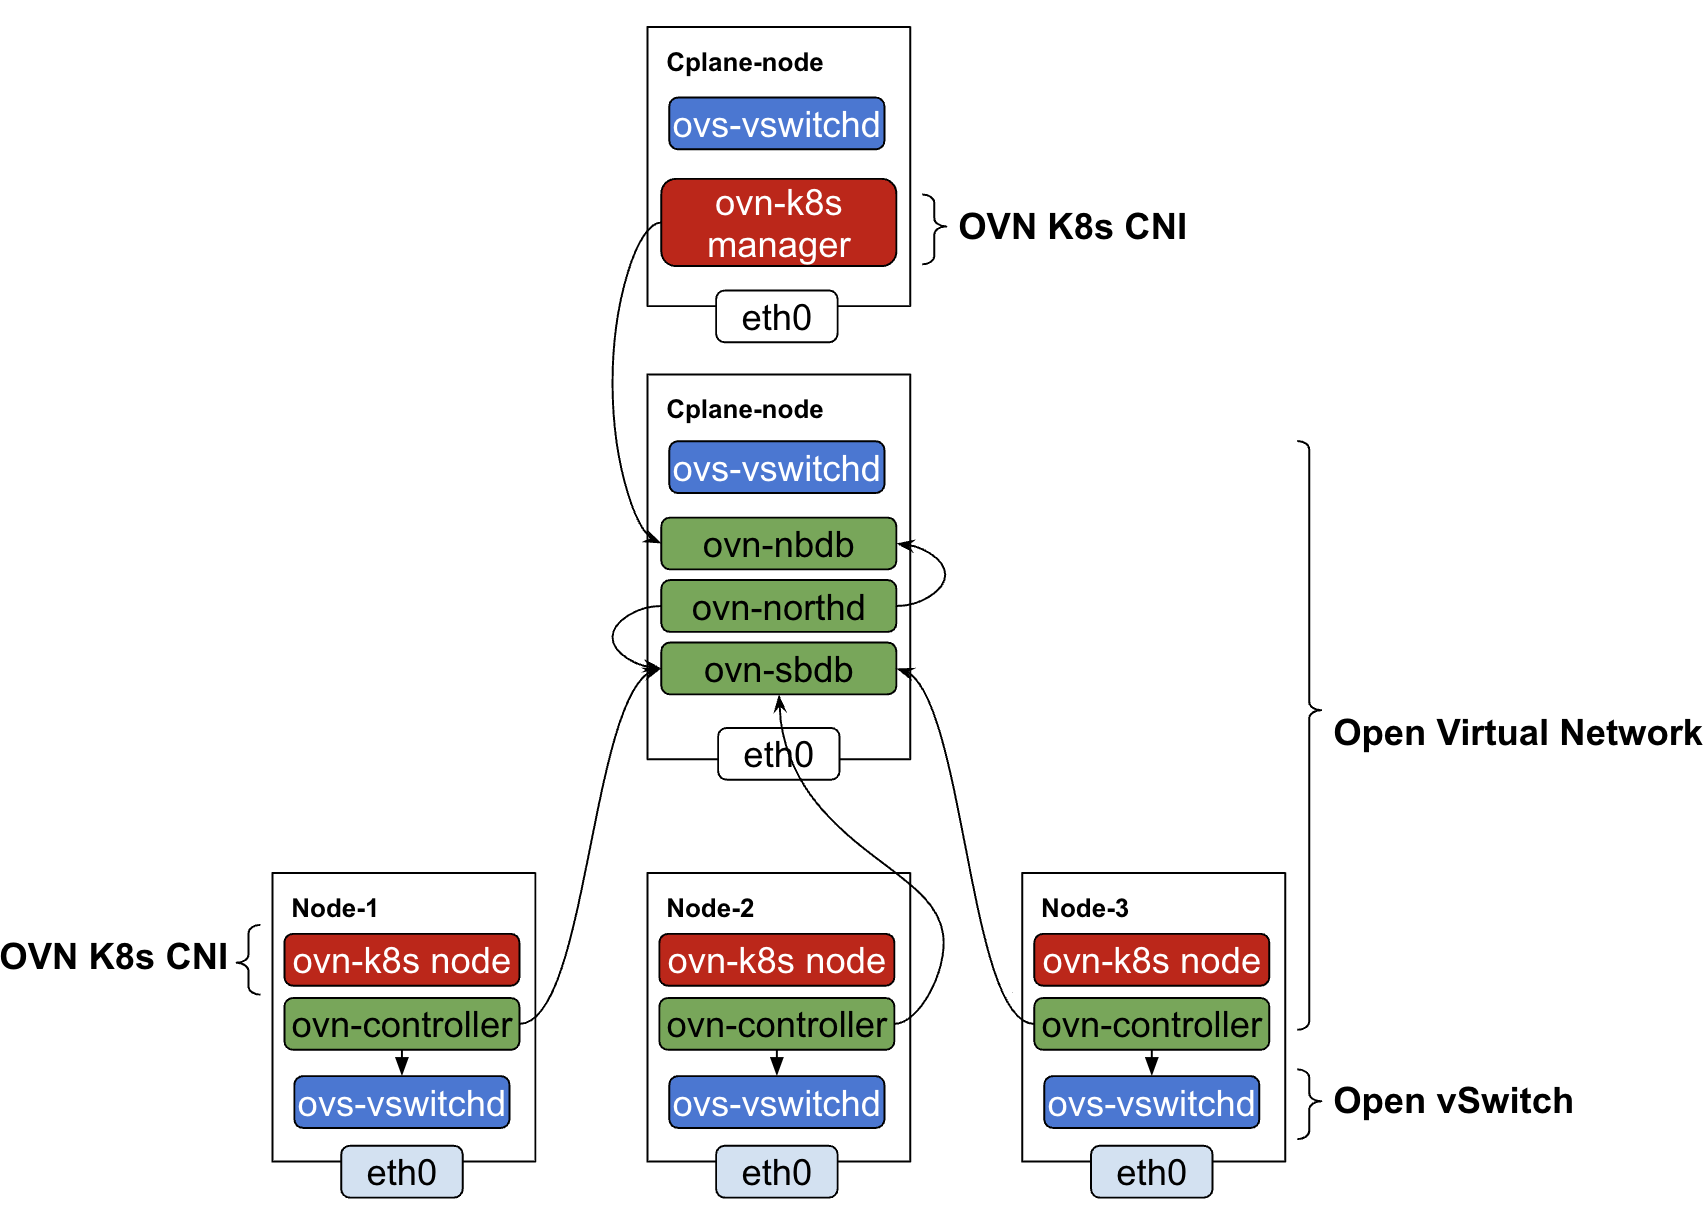 Cplane-node
ovs-vswitchd
ovn-k8s
manager
OVN K8s CNI
eth0
Cplane-node
ovs-vswitchd
ovn-nbdb
ovn-northd
ovn-sbdb
eth0
Open Virtual Network
Node-1
OVN K8s CNI
ovn-k8s node
ovn-controller
ovs-vswitchd
eth0
Node-2
ovn-k8s node
ovn-controller
ovs-vswitchd
eth0
Node-3
ovn-k8s node
ovn-controller
ovs-vswitchd
Open vSwitch
eth0